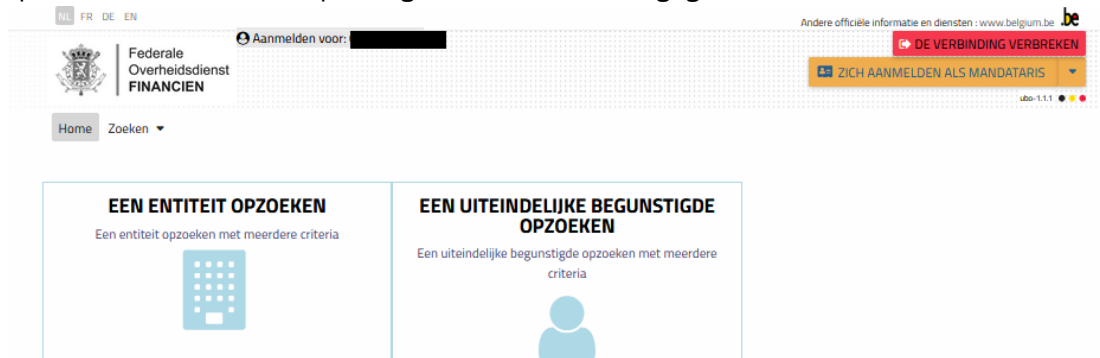 NL FR DE EN
Andere officiële informatie en diensten : www.belgium.be .be
Aanmelden voor:
DE VERBINDING VERBREKEN
Federale
Overheidsdienst
FINANCIEN
ZICH AANMELDEN ALS MANDATARIS
ubo-1.1.1
Home Zoeken
EEN ENTITEIT OPZOEKEN
Een entiteit opzoeken met meerdere criteria
EEN UITEINDELIJKE BEGUNSTIGDE
OPZOEKEN
Een uiteindelijke begunstigde opzoeken met meerdere
criteria